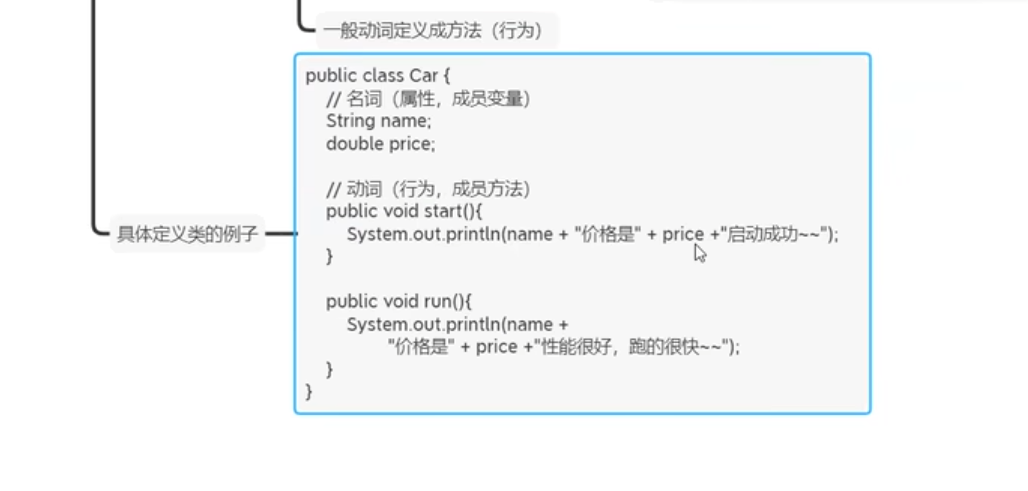 一般动词定义成方法（行为）
public class Car {
// 名词（属性，成员变量）
String name;
double price;
// 动词（行为，成员方法）
public void start(){
具体定义类的例子
System.out.println(name + "价格是" + price +"启动成功~~");
}
public void run(){
System.out.println(name +
"价格是" + price +"性能很好，跑的很快~~");
}
}